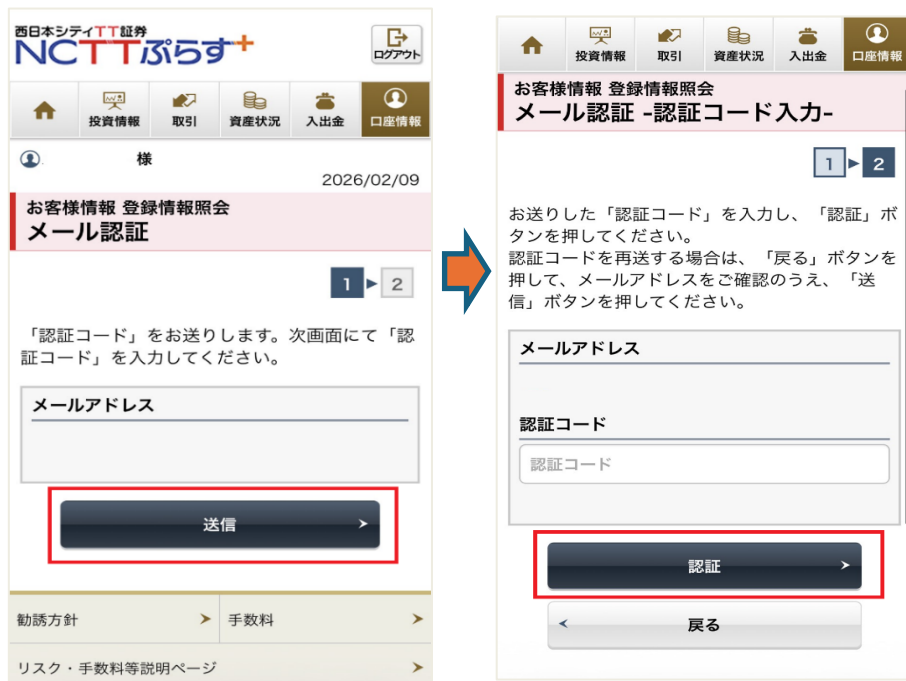 西日本シティTT証券
NCTTぷらす+
ログアウト
投資情報
取引
資産状況
入出金
口座情報
様
2026/02/09
お客様情報 登録情報照会
メール認証
1
2
「認証コード」をお送りします。次画面にて「認
証コード」を入力してください。
メールアドレス
送信
勧誘方針
手数料
リスク・手数料等説明ページ
投資情報
取引
資産状況
入出金
口座情報
お客様情報 登録情報照会
メール認証 -認証コード入力-
1
2
お送りした「認証コード」を入力し、「認証」ボ
タンを押してください。
認証コードを再送する場合は、「戻る」ボタンを
押して、メールアドレスをご確認のうえ、「送
信」ボタンを押してください。
メールアドレス
認証コード
認証コード
認証
戻る